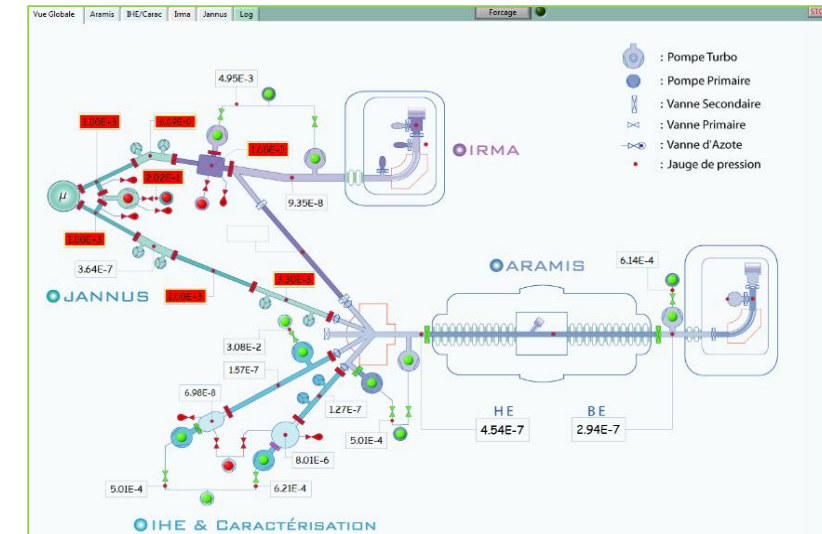 Vue Globale Aramis IHE/Carac Irma Jannus Log Forcage STO
: Pompe Turbo
: Pompe Primaire
: Vanne Secondaire
: Vanne Primaire
: Vanne d'Azote
: Jauge de pression
4.95E-3
1.00E+3
IRMA
2.02E-1
9.35E-8
µ
1.00E+3
3.64E-7
ARAMIS
6.14E-4
JANNUS
1.00E-3
3.30E-3
3.08E-2
1.57E-7
6.98E-8
1.27E-7
HE
BE
5.01E-4
4.54E-7
2.94E-7
8.01E-6
5.01E-4
6.21E-4
IHE & CARACTÉRISATION